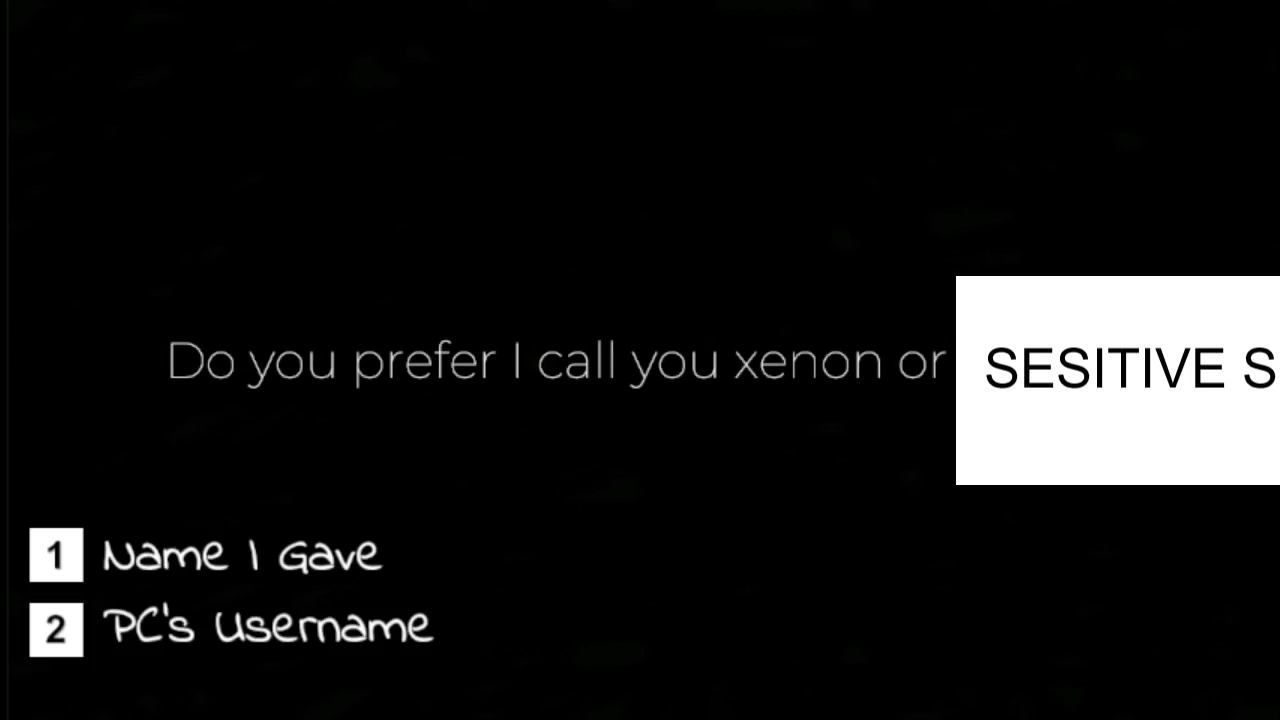 Do you prefer I call you xenon or SESITIVE S
1 Name I Gave
2 PC's Username